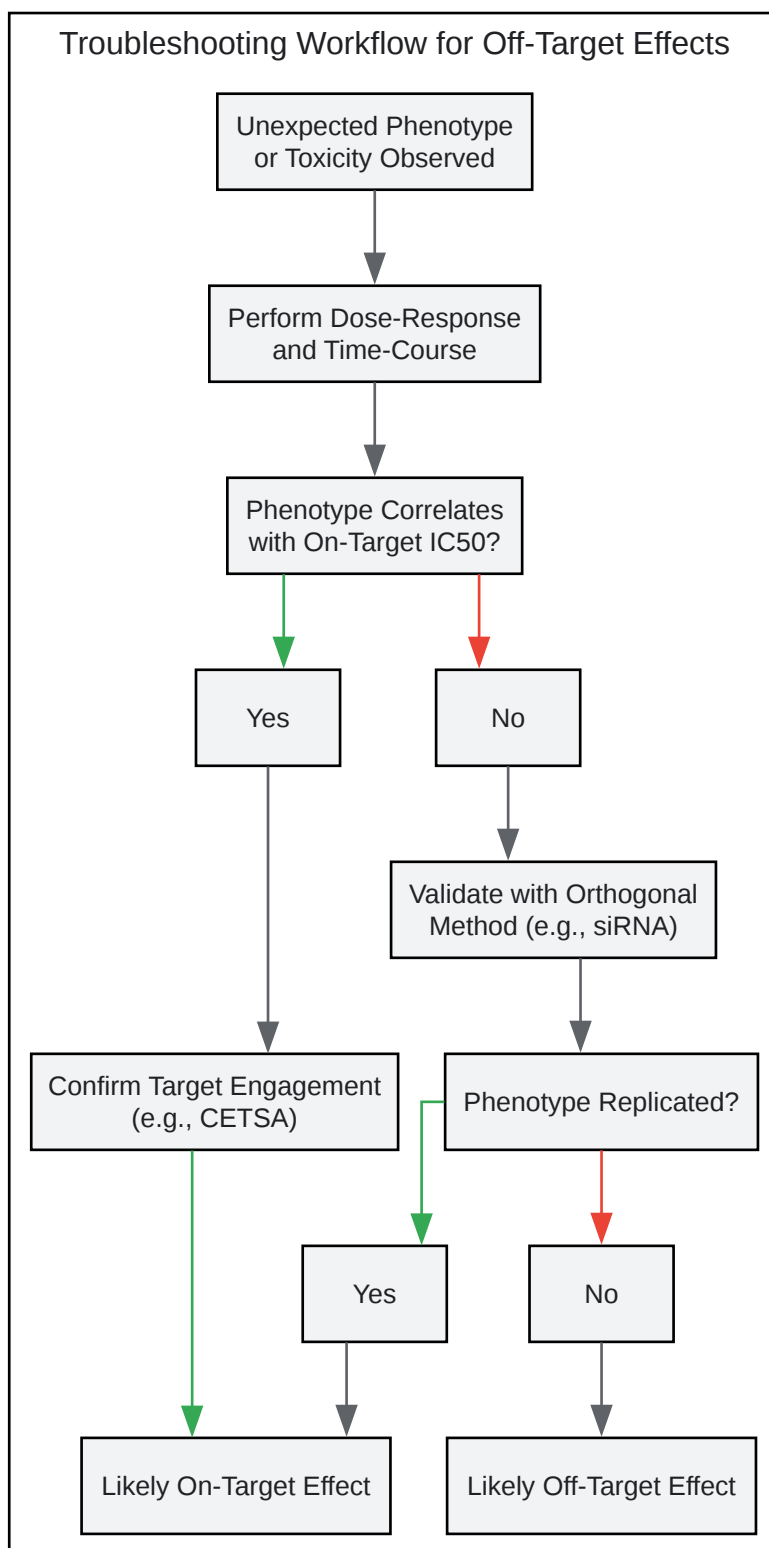 Troubleshooting Workflow for Off-Target Effects
Unexpected Phenotype
or Toxicity Observed
Perform Dose-Response
and Time-Course
Phenotype Correlates
with On-Target IC50?
Yes
No
Validate with Orthogonal
Method (e.g., siRNA)
Confirm Target Engagement
(e.g., CETSA)
Phenotype Replicated?
Yes
No
Likely On-Target Effect
Likely Off-Target Effect